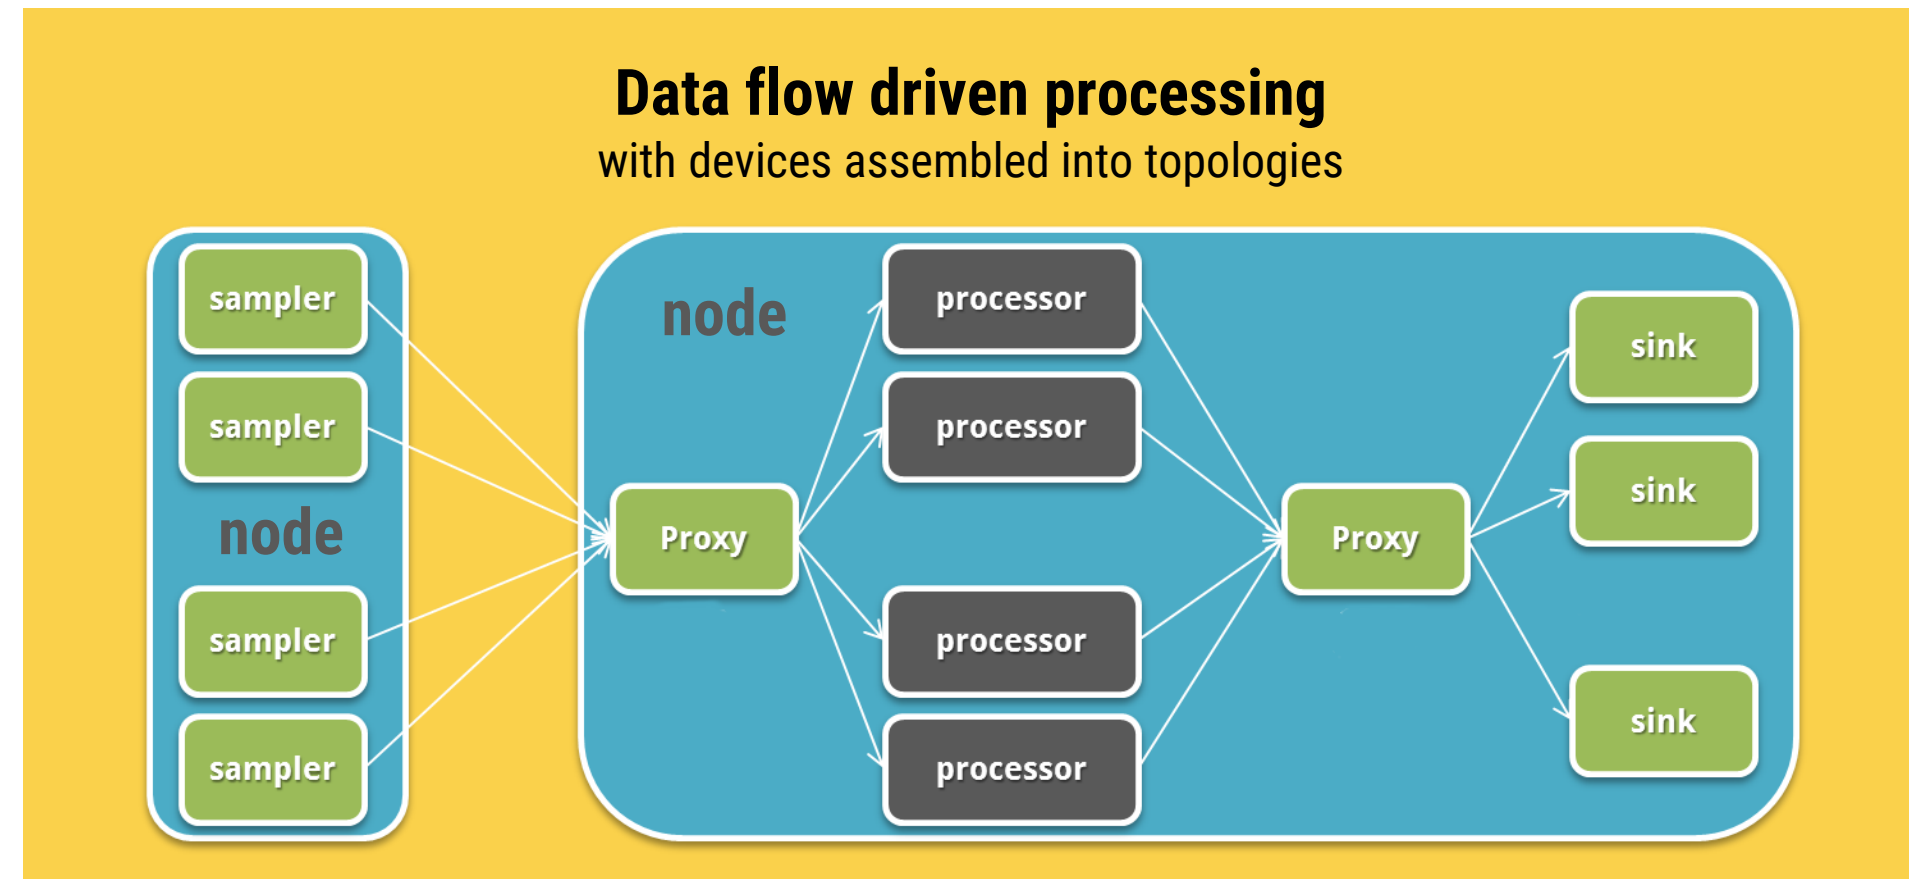 Data flow driven processing
with devices assembled into topologies
sampler
sampler
node
sampler
sampler
node
Proxy
processor
processor
processor
processor
Proxy
sink
sink
sink